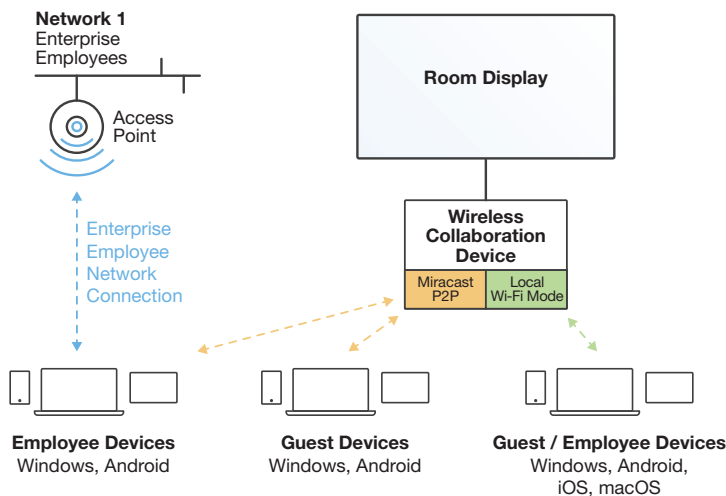 Network 1
Enterprise
Employees
Access
Point
Room Display
Enterprise
Employee
Network
Connection
Wireless
Collaboration
Device
Miracast
P2P
Local
Wi-Fi Mode
Employee Devices
Windows, Android
Guest Devices
Windows, Android
Guest / Employee Devices
Windows, Android,
iOS, macOS